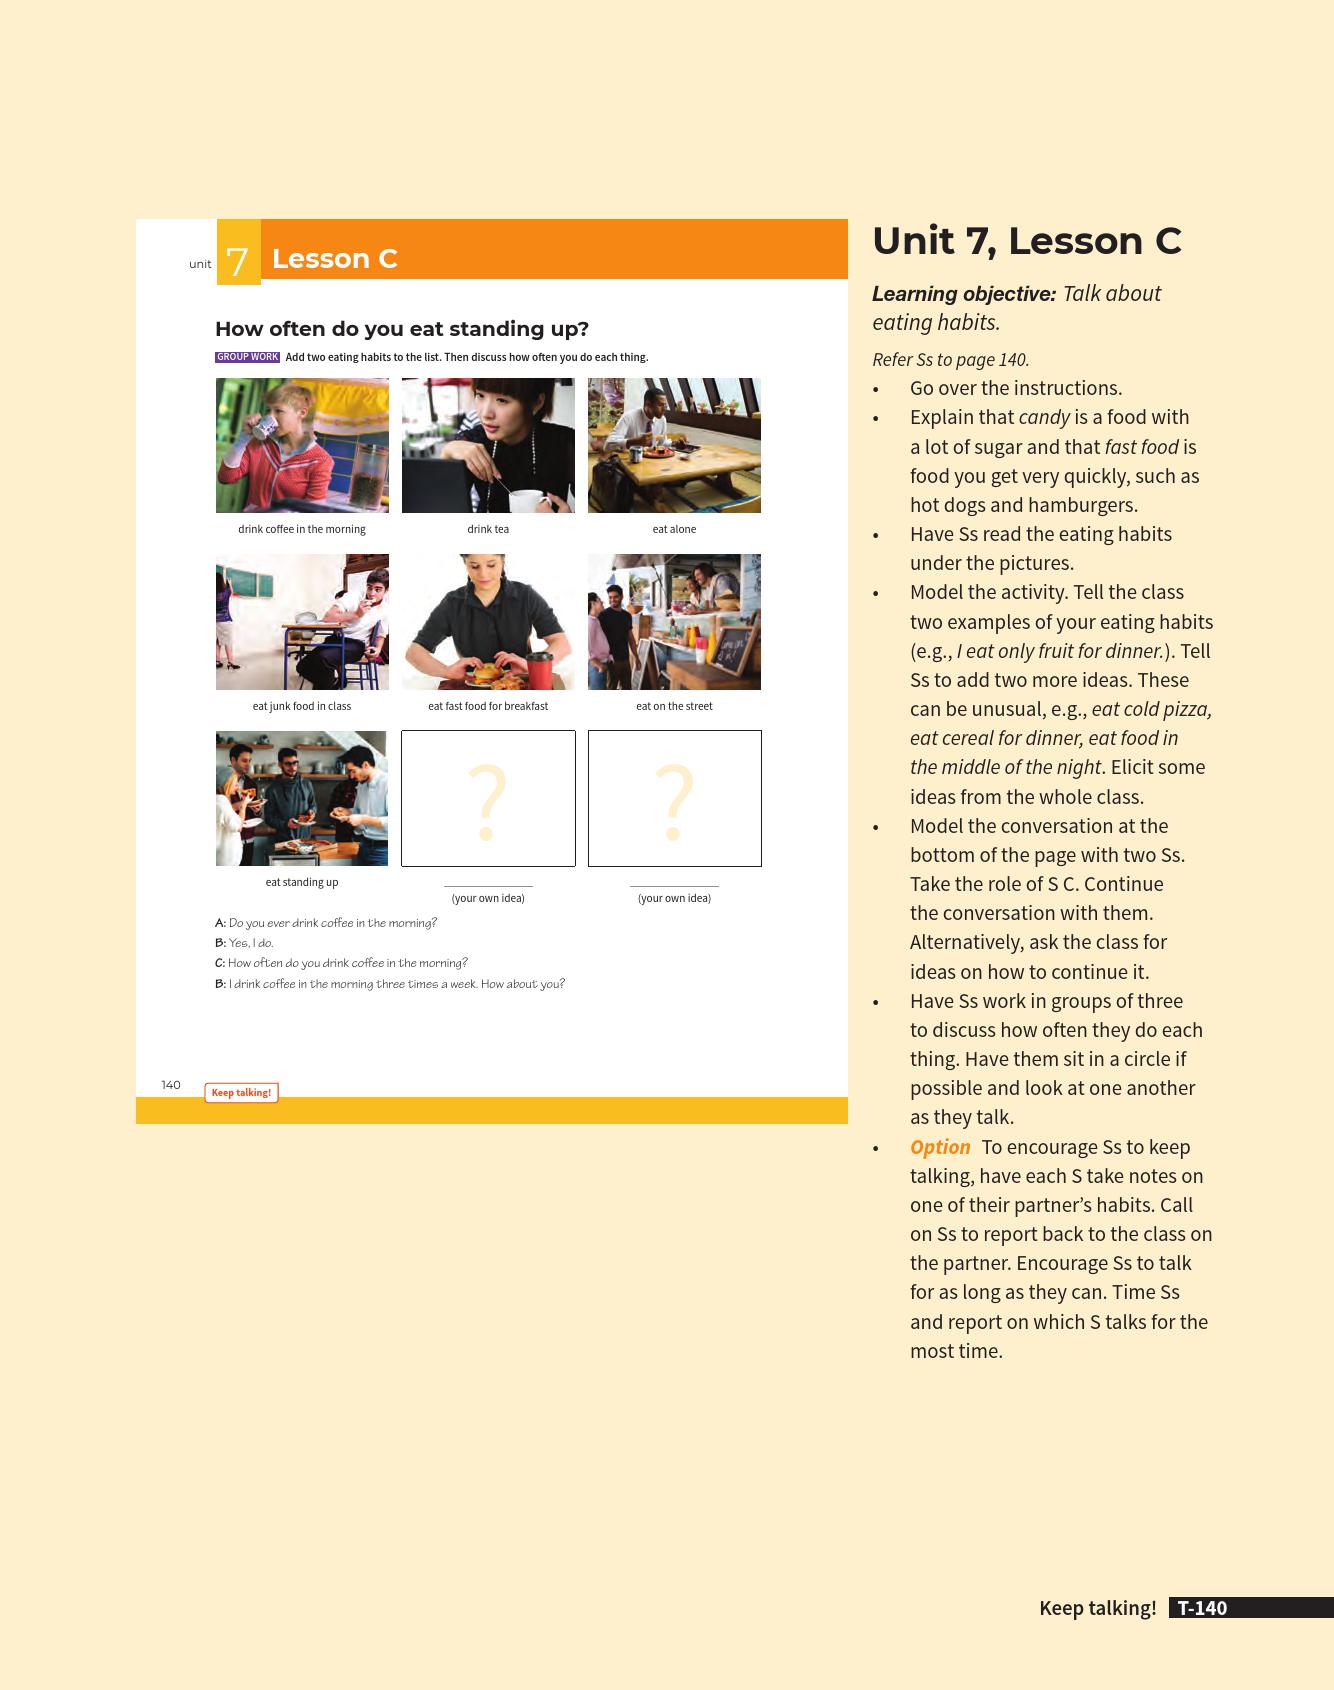 unit 7 Lesson C
How often do you eat standing up?
GROUP WORK Add two eating habits to the list. Then discuss how often you do each thing.
drink coffee in the morning
drink tea
eat alone
eat junk food in class
eat fast food for breakfast
eat on the street
eat standing up
?
(your own idea)
?
(your own idea)
A: Do you ever drink coffee in the morning?
B: Yes, I do.
C: How often do you drink coffee in the morning?
B: I drink coffee in the morning three times a week. How about you?
140
Keep talking!
Unit 7, Lesson C
Learning objective: Talk about
eating habits.
Refer Ss to page 140.
• Go over the instructions.
• Explain that candy is a food with
a lot of sugar and that fast food is
food you get very quickly, such as
hot dogs and hamburgers.
• Have Ss read the eating habits
under the pictures.
• Model the activity. Tell the class
two examples of your eating habits
(e.g., I eat only fruit for dinner.). Tell
Ss to add two more ideas. These
can be unusual, e.g., eat cold pizza,
eat cereal for dinner, eat food in
the middle of the night. Elicit some
ideas from the whole class.
• Model the conversation at the
bottom of the page with two Ss.
Take the role of S C. Continue
the conversation with them.
Alternatively, ask the class for
ideas on how to continue it.
• Have Ss work in groups of three
to discuss how often they do each
thing. Have them sit in a circle if
possible and look at one another
as they talk.
• Option To encourage Ss to keep
talking, have each S take notes on
one of their partner’s habits. Call
on Ss to report back to the class on
the partner. Encourage Ss to talk
for as long as they can. Time Ss
and report on which S talks for the
most time.
Keep talking! T-140